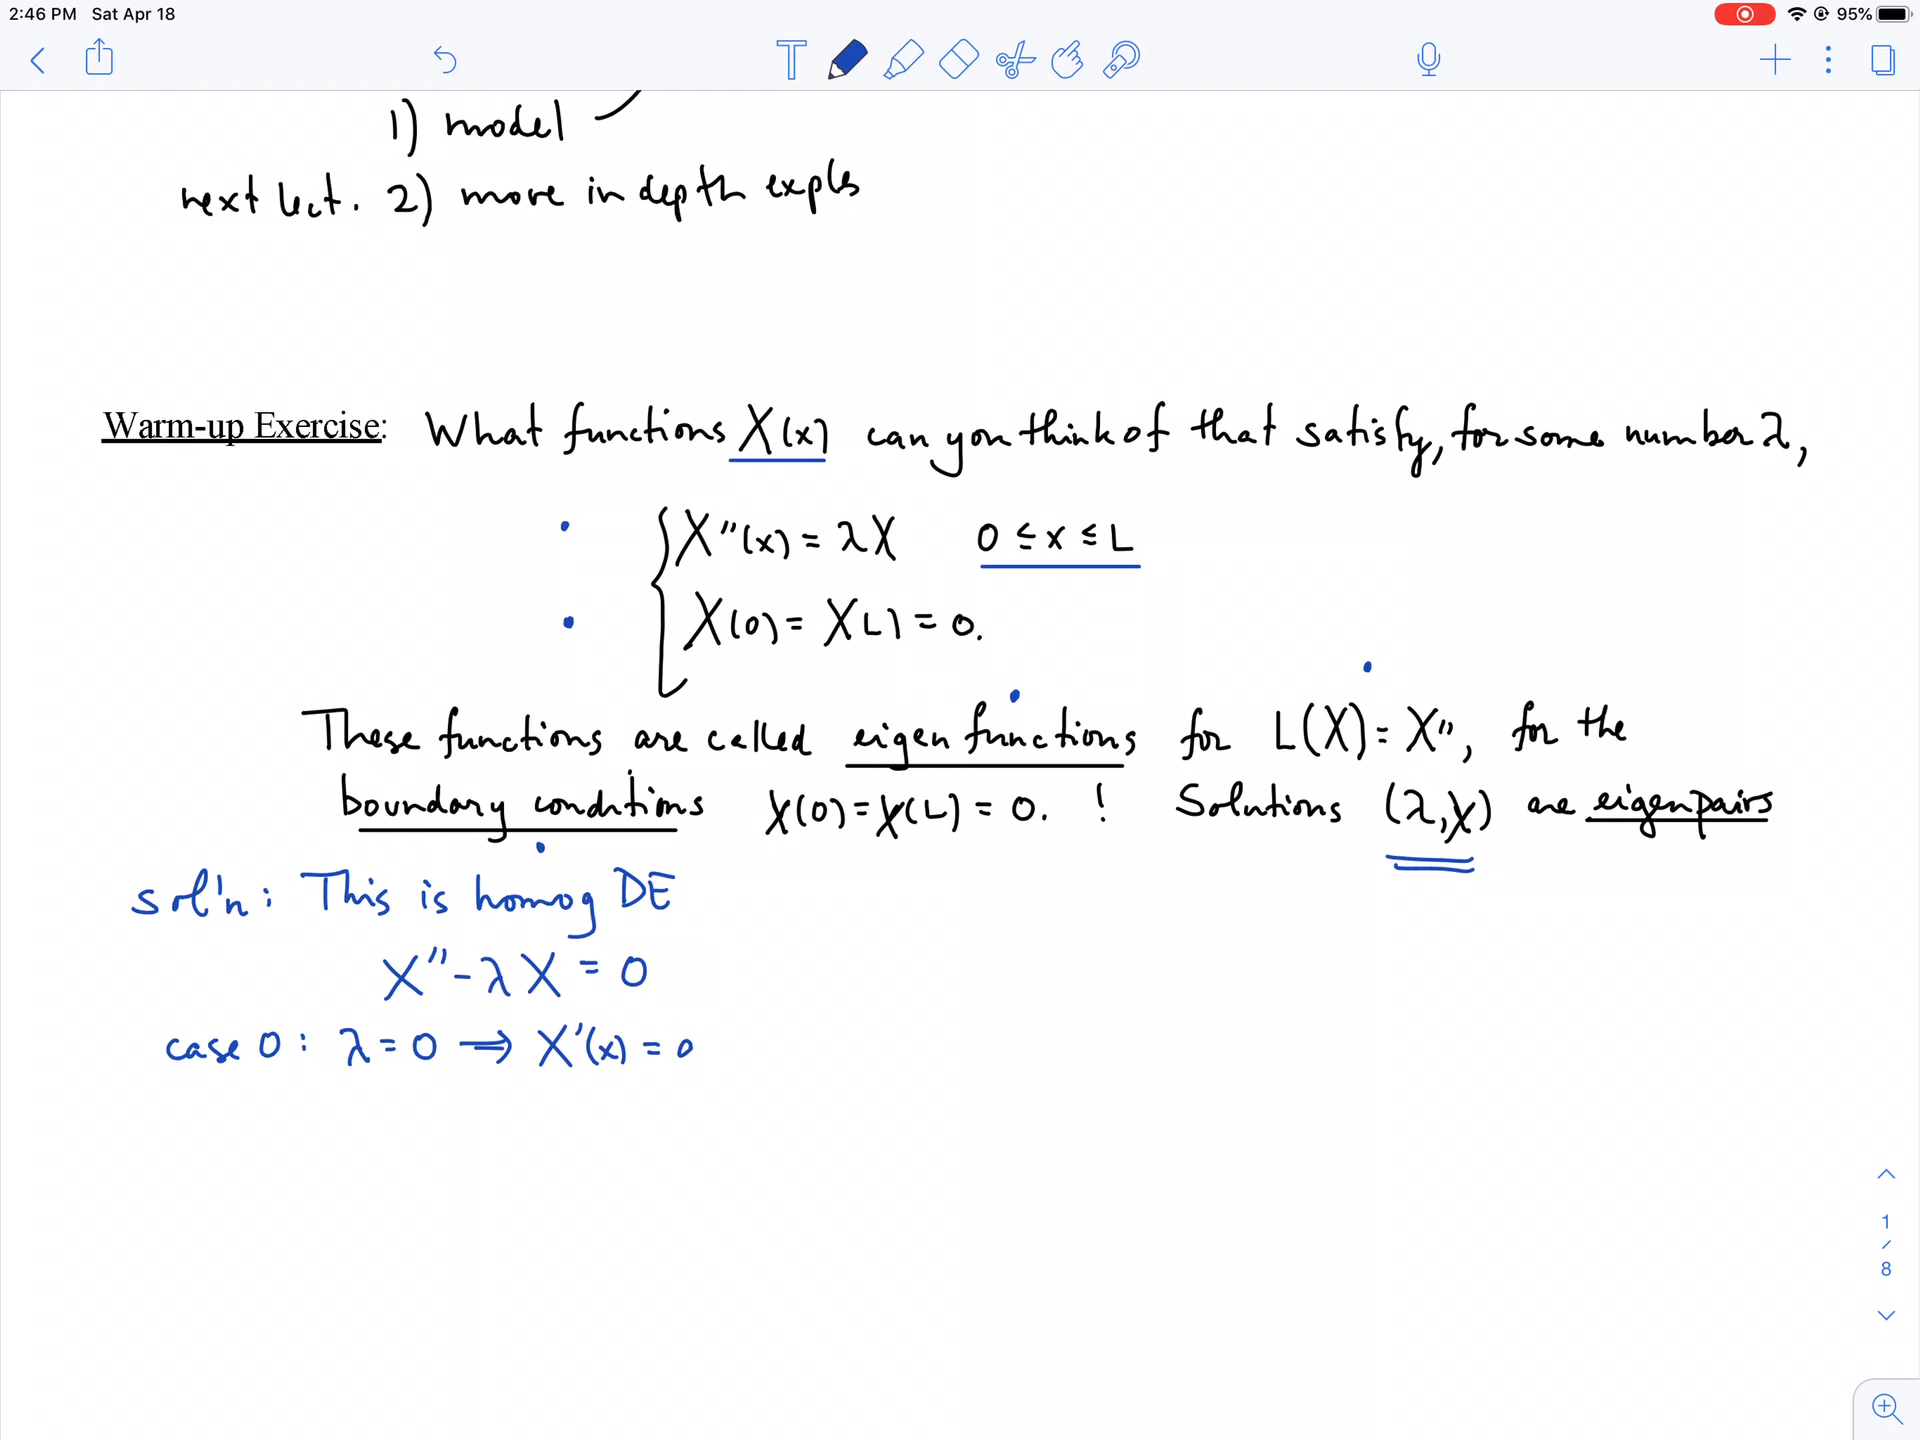 2:46 PM Sat Apr 18
95%
1) model
next lect. 2) more in depth exples
Warm-up Exercise: What functions X(x) can you think of that satisfy, for some number λ,
X"(x) = λX 0 ≤ x ≤ L
X(0) = X(L) = 0.
These functions are called eigen functions for L(X) = X", for the
boundary conditions X(0) = X(L) = 0. ! Solutions (λ,X) are eigenpairs
sol'n: This is homog DE
X" - λX = 0
case 0: λ = 0 ⟹ X'(x) = 0
1
/
8